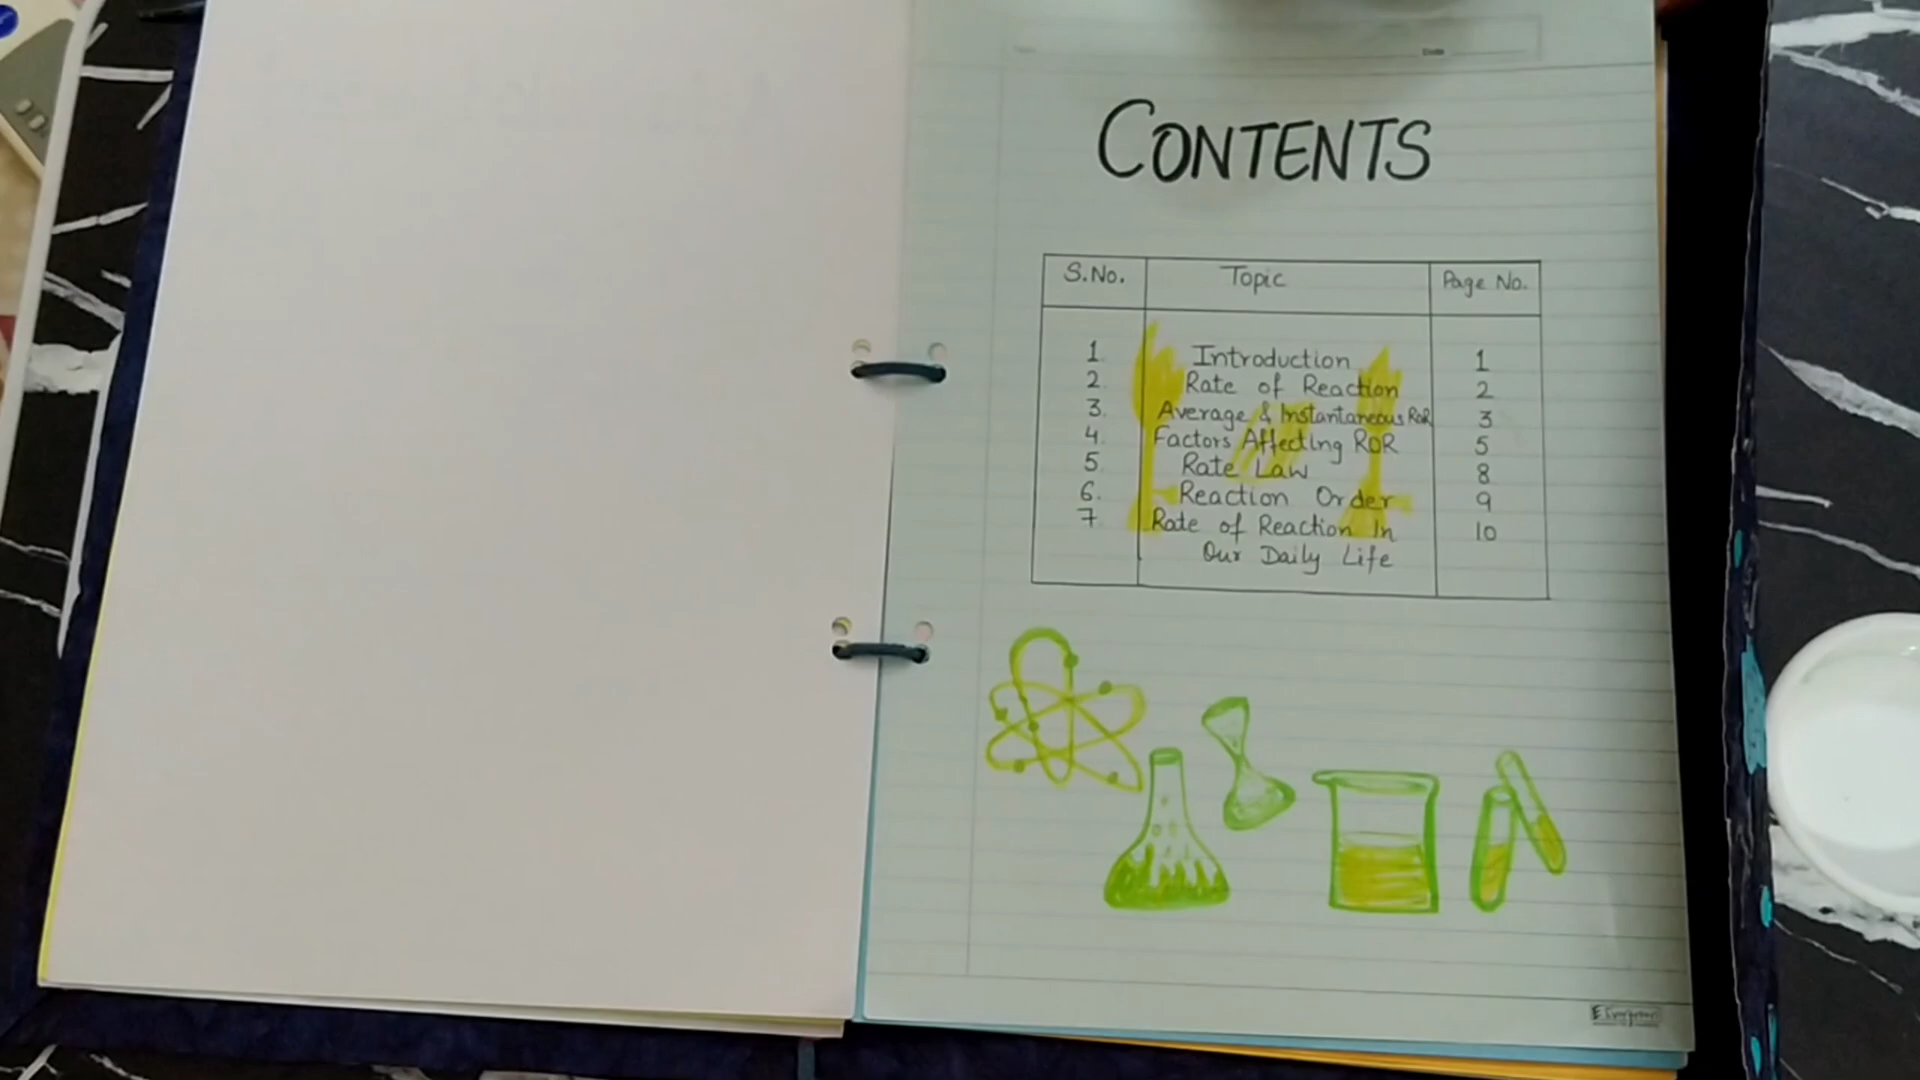 Date
CONTENTS
S.No. Topic Page No.
1. Introduction 1
2. Rate of Reaction 2
3. Average & Instantaneous RoR 3
4. Factors Affecting ROR 5
5. Rate Law 8
6. Reaction Order 9
7. Rate of Reaction In 10
Our Daily Life